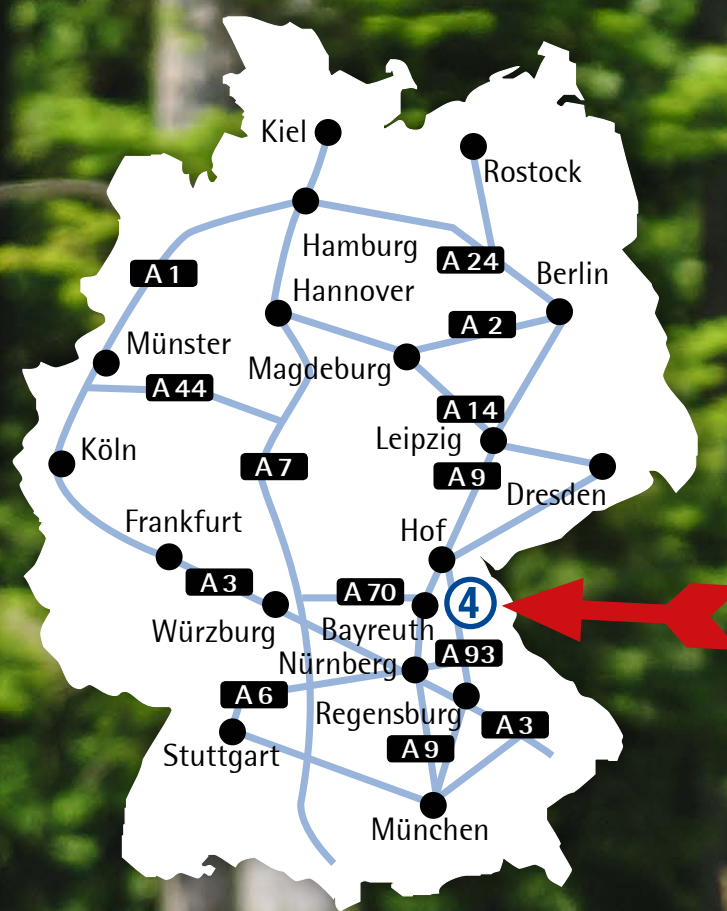 Kiel
Rostock
Hamburg
A 24
Berlin
A 1
Hannover
A 2
Münster
Magdeburg
A 44
A 14
Leipzig
Köln
A 7
A 9
Dresden
Frankfurt
Hof
A 3
A 70
4
Würzburg
Bayreuth
A 93
Nürnberg
A 6
Regensburg
A 3
Stuttgart
A 9
München